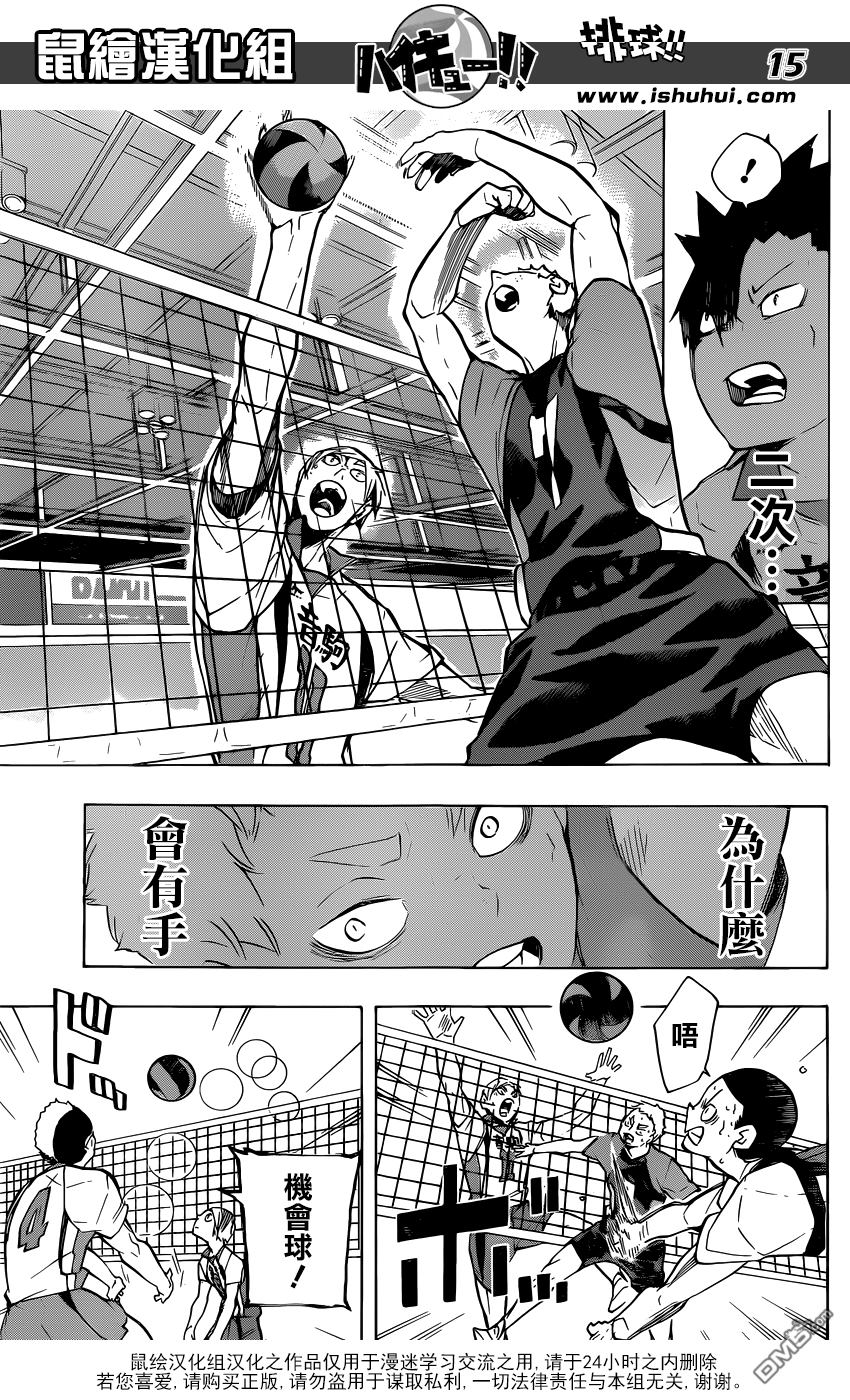 鼠繪漢化組
ハイキュー!!
排球!!
15
www.ishuhui.com
！
二次…
音駒
為什麼
會有手
唔
ボッ
機會球！
4
鼠绘汉化组汉化之作品仅用于漫迷学习交流之用, 请于24小时之内删除
若您喜爱, 请购买正版, 请勿盗用于谋取私利, 一切法律责任与本组无关, 谢谢。
DM5.com